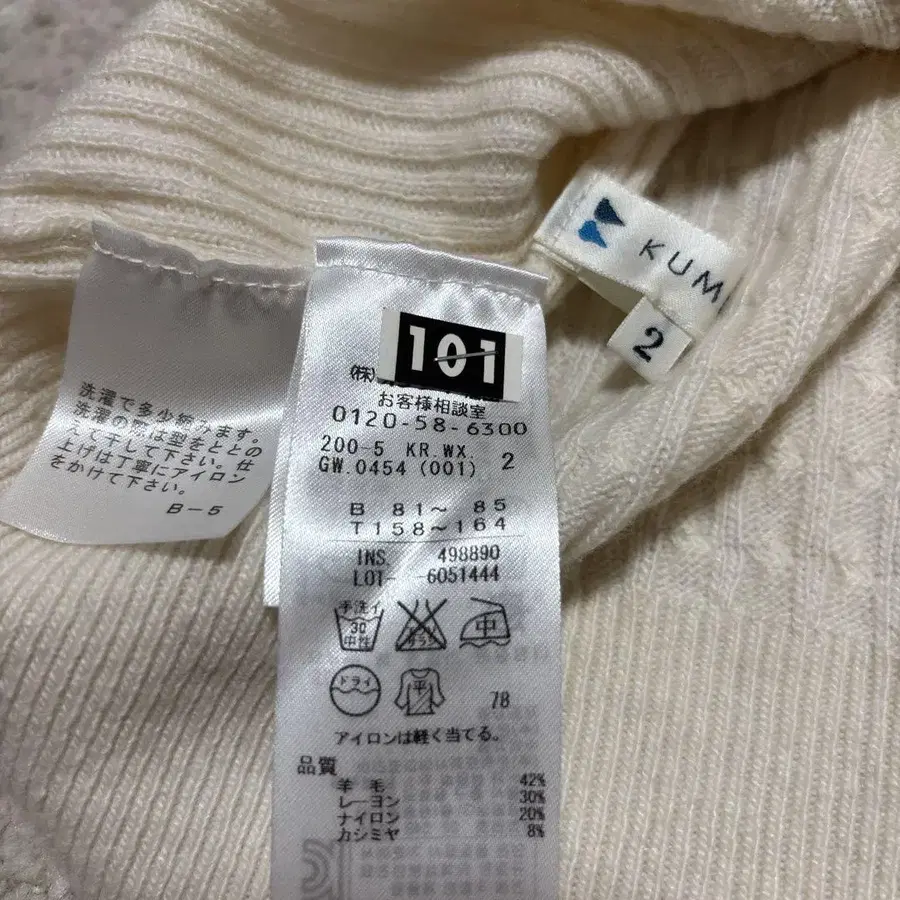 洗濯で多少縮みます。
洗濯の際は型をととの
えて干して下さい。仕
上げは丁寧にアイロン
をかけて下さい。
B-5
101
(株)
お客様相談室
0120-58-6300
200-5 KR.WX.
GW.0454 (001) 2
B 81~ 85
T 158~164
INS. 498890
LOT- -6051444
手洗イ
30
中性
中
ドライ
平
78
アイロンは軽く当てる。
品質
羊毛 42%
レーヨン 30%
ナイロン 20%
カシミヤ 8%
KUM
2